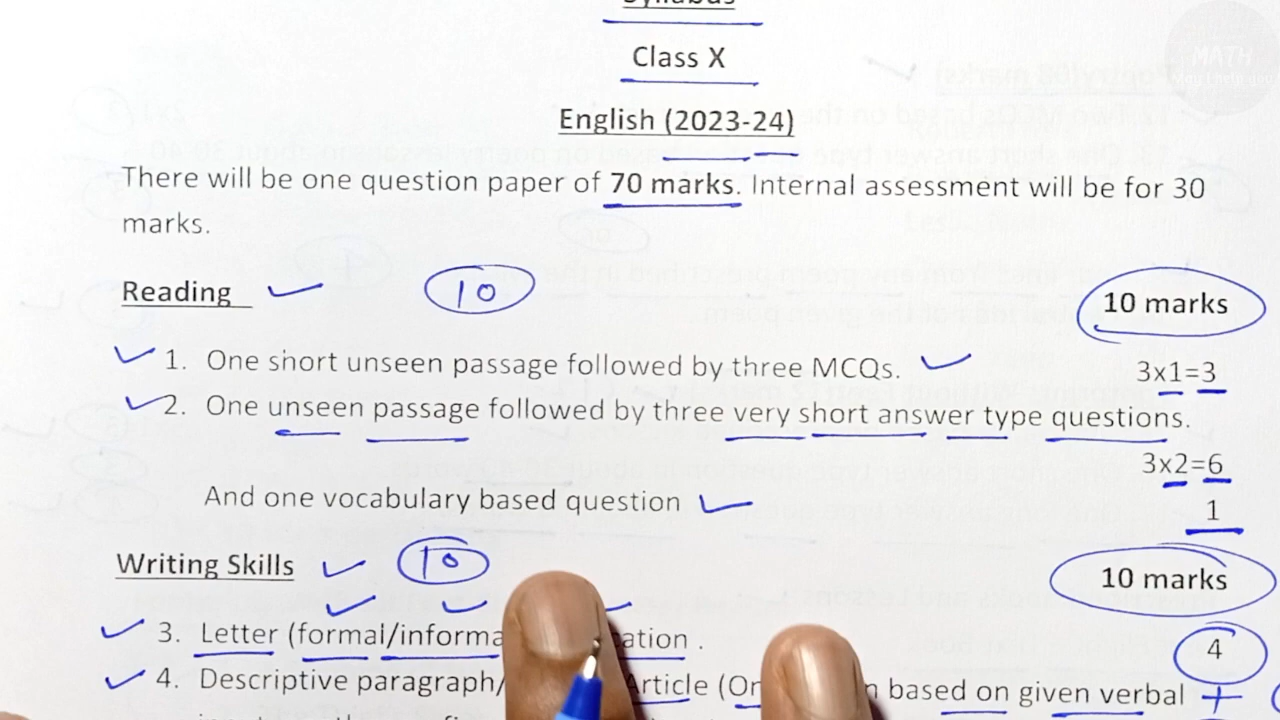 Syllabus
Class X
English (2023-24)
There will be one question paper of 70 marks. Internal assessment will be for 30
marks.
Reading 10 10 marks
1. One short unseen passage followed by three MCQs. 3x1=3
2. One unseen passage followed by three very short answer type questions.
3x2=6
And one vocabulary based question 1
Writing Skills 10 10 marks
3. Letter (formal/informa ation . 4
4. Descriptive paragraph/ Article (On based on given verbal +
MATH